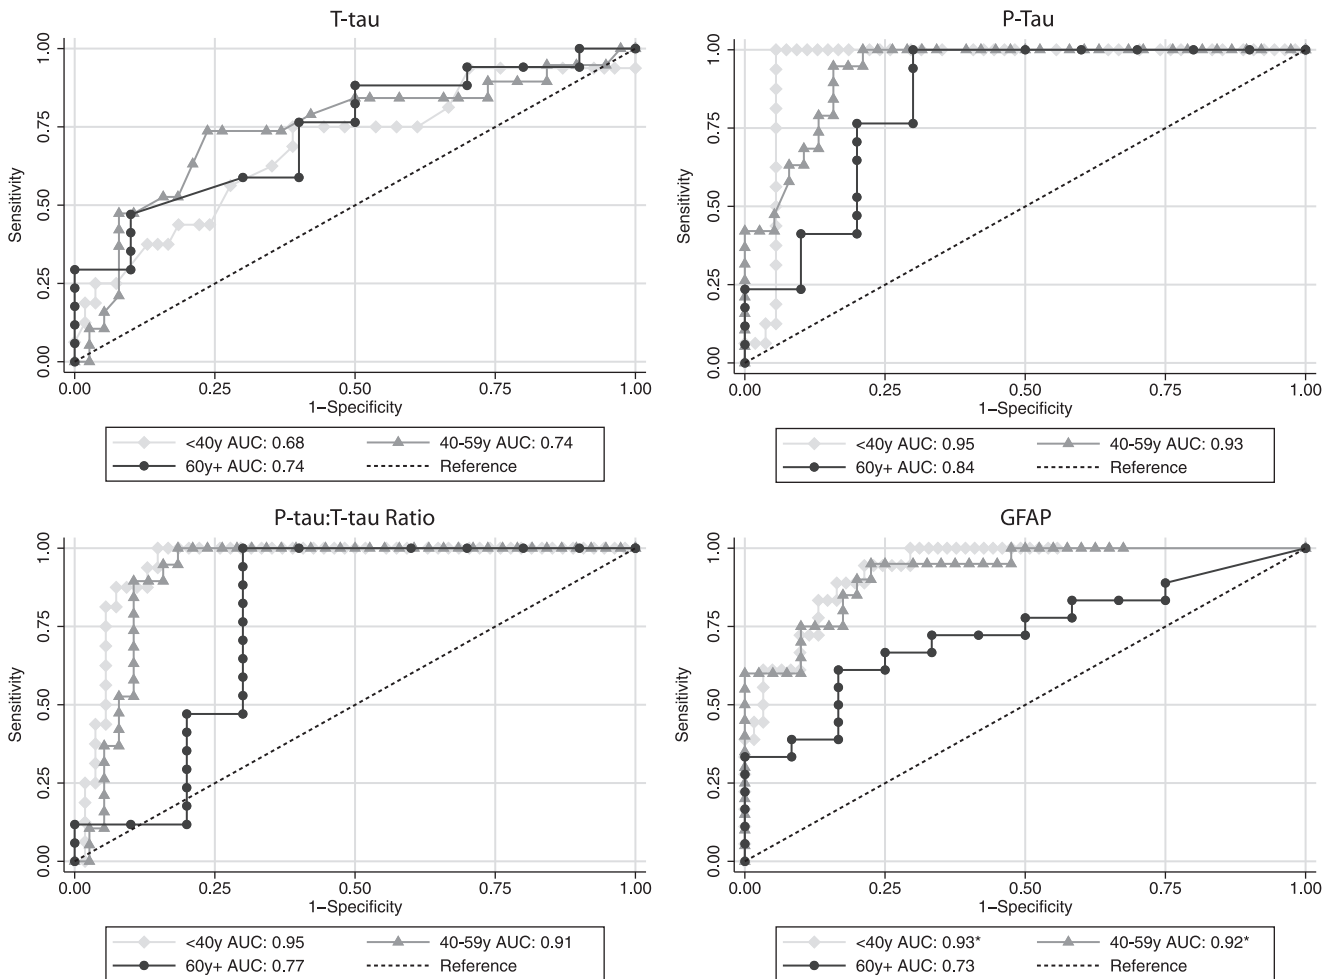 T-tau
Sensitivity
1.00
0.75
0.50
0.25
0.00
0.00 0.25 0.50 0.75 1.00
1−Specificity
<40y AUC: 0.68 40-59y AUC: 0.74
60y+ AUC: 0.74 Reference
P-Tau
Sensitivity
1.00
0.75
0.50
0.25
0.00
0.00 0.25 0.50 0.75 1.00
1−Specificity
<40y AUC: 0.95 40-59y AUC: 0.93
60y+ AUC: 0.84 Reference
P-tau:T-tau Ratio
Sensitivity
1.00
0.75
0.50
0.25
0.00
0.00 0.25 0.50 0.75 1.00
1−Specificity
<40y AUC: 0.95 40-59y AUC: 0.91
60y+ AUC: 0.77 Reference
GFAP
Sensitivity
1.00
0.75
0.50
0.25
0.00
0.00 0.25 0.50 0.75 1.00
1−Specificity
<40y AUC: 0.93* 40-59y AUC: 0.92*
60y+ AUC: 0.73 Reference